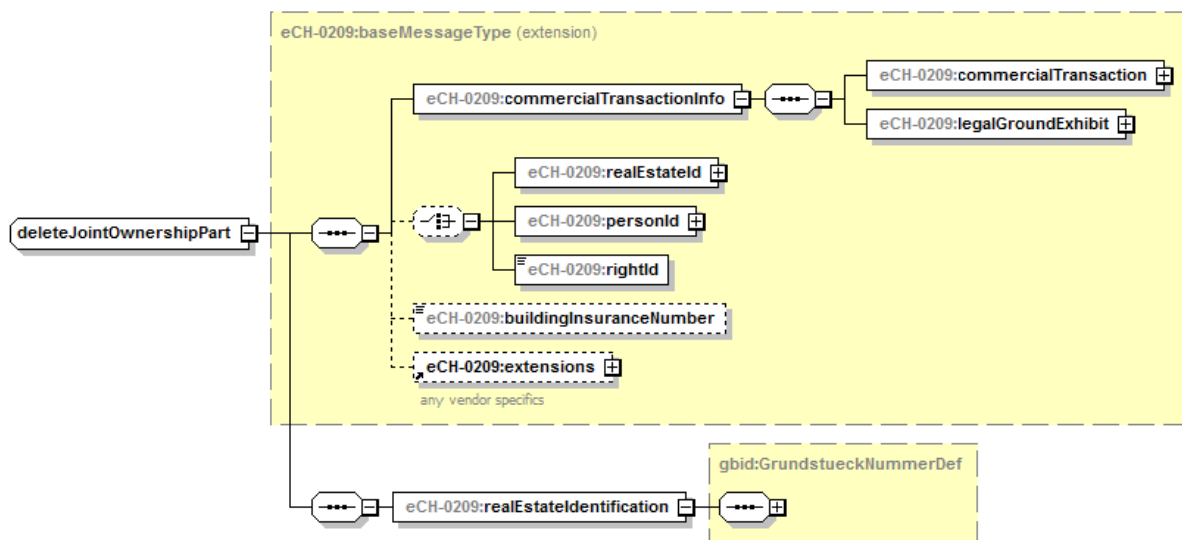 eCH-0209:baseMessageType (extension)
eCH-0209:commercialTransactionInfo
eCH-0209:commercialTransaction
eCH-0209:legalGroundExhibit
eCH-0209:realEstateId
eCH-0209:personId
eCH-0209:rightId
deleteJointOwnershipPart
eCH-0209:buildingInsuranceNumber
eCH-0209:extensions
any vendor specifics
gbid:GrundstueckNummerDef
eCH-0209:realEstateIdentification